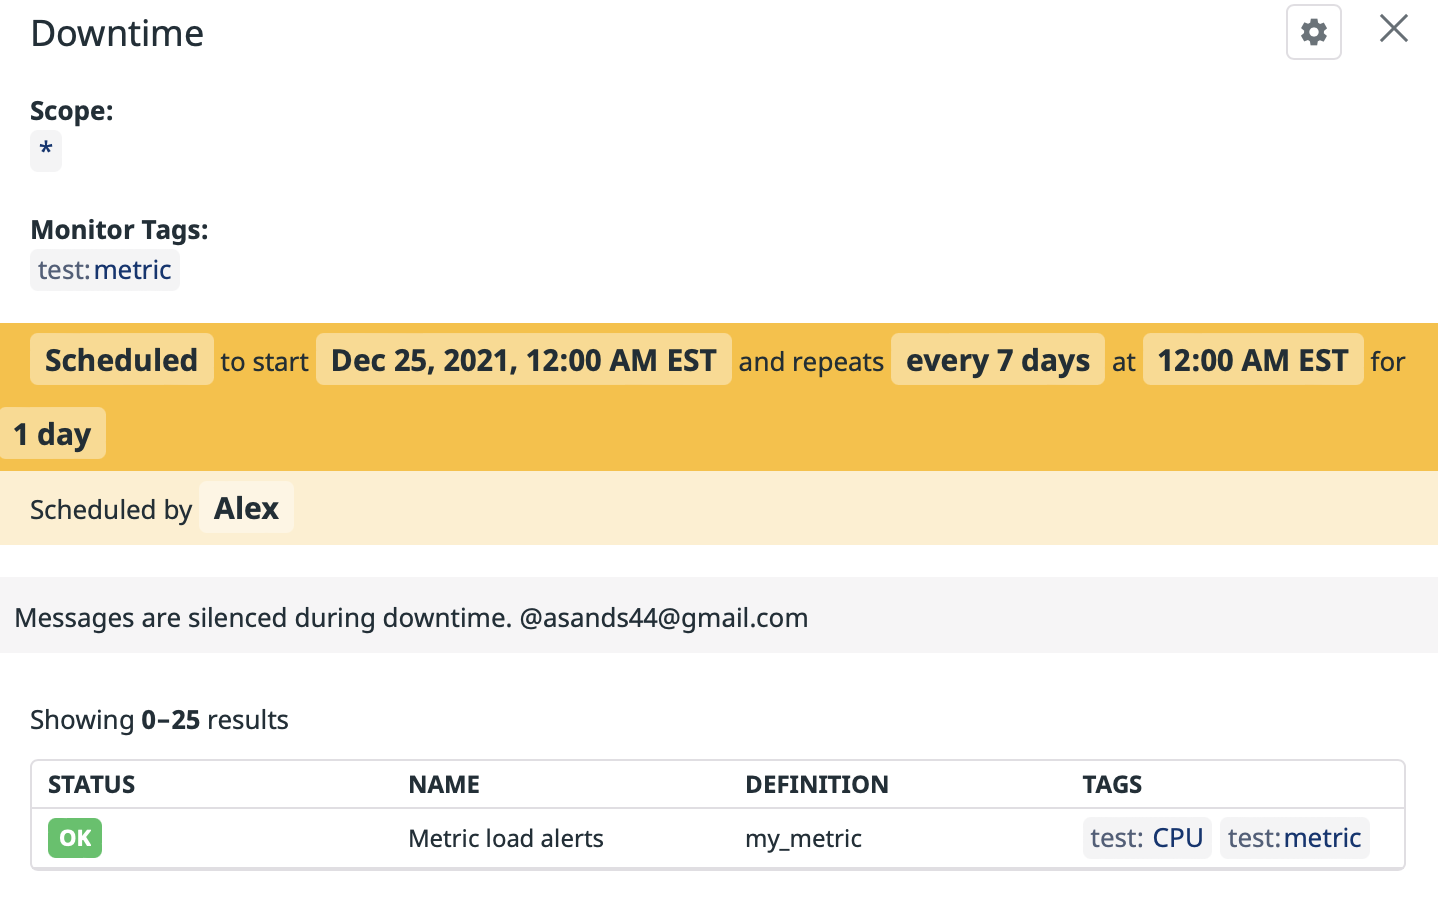 Downtime
Scope:
*
Monitor Tags:
test:metric
Scheduled to start Dec 25, 2021, 12:00 AM EST and repeats every 7 days at 12:00 AM EST for
1 day
Scheduled by Alex
Messages are silenced during downtime. @asands44@gmail.com
Showing 0–25 results
STATUS NAME DEFINITION TAGS
OK Metric load alerts my_metric test: CPU test:metric